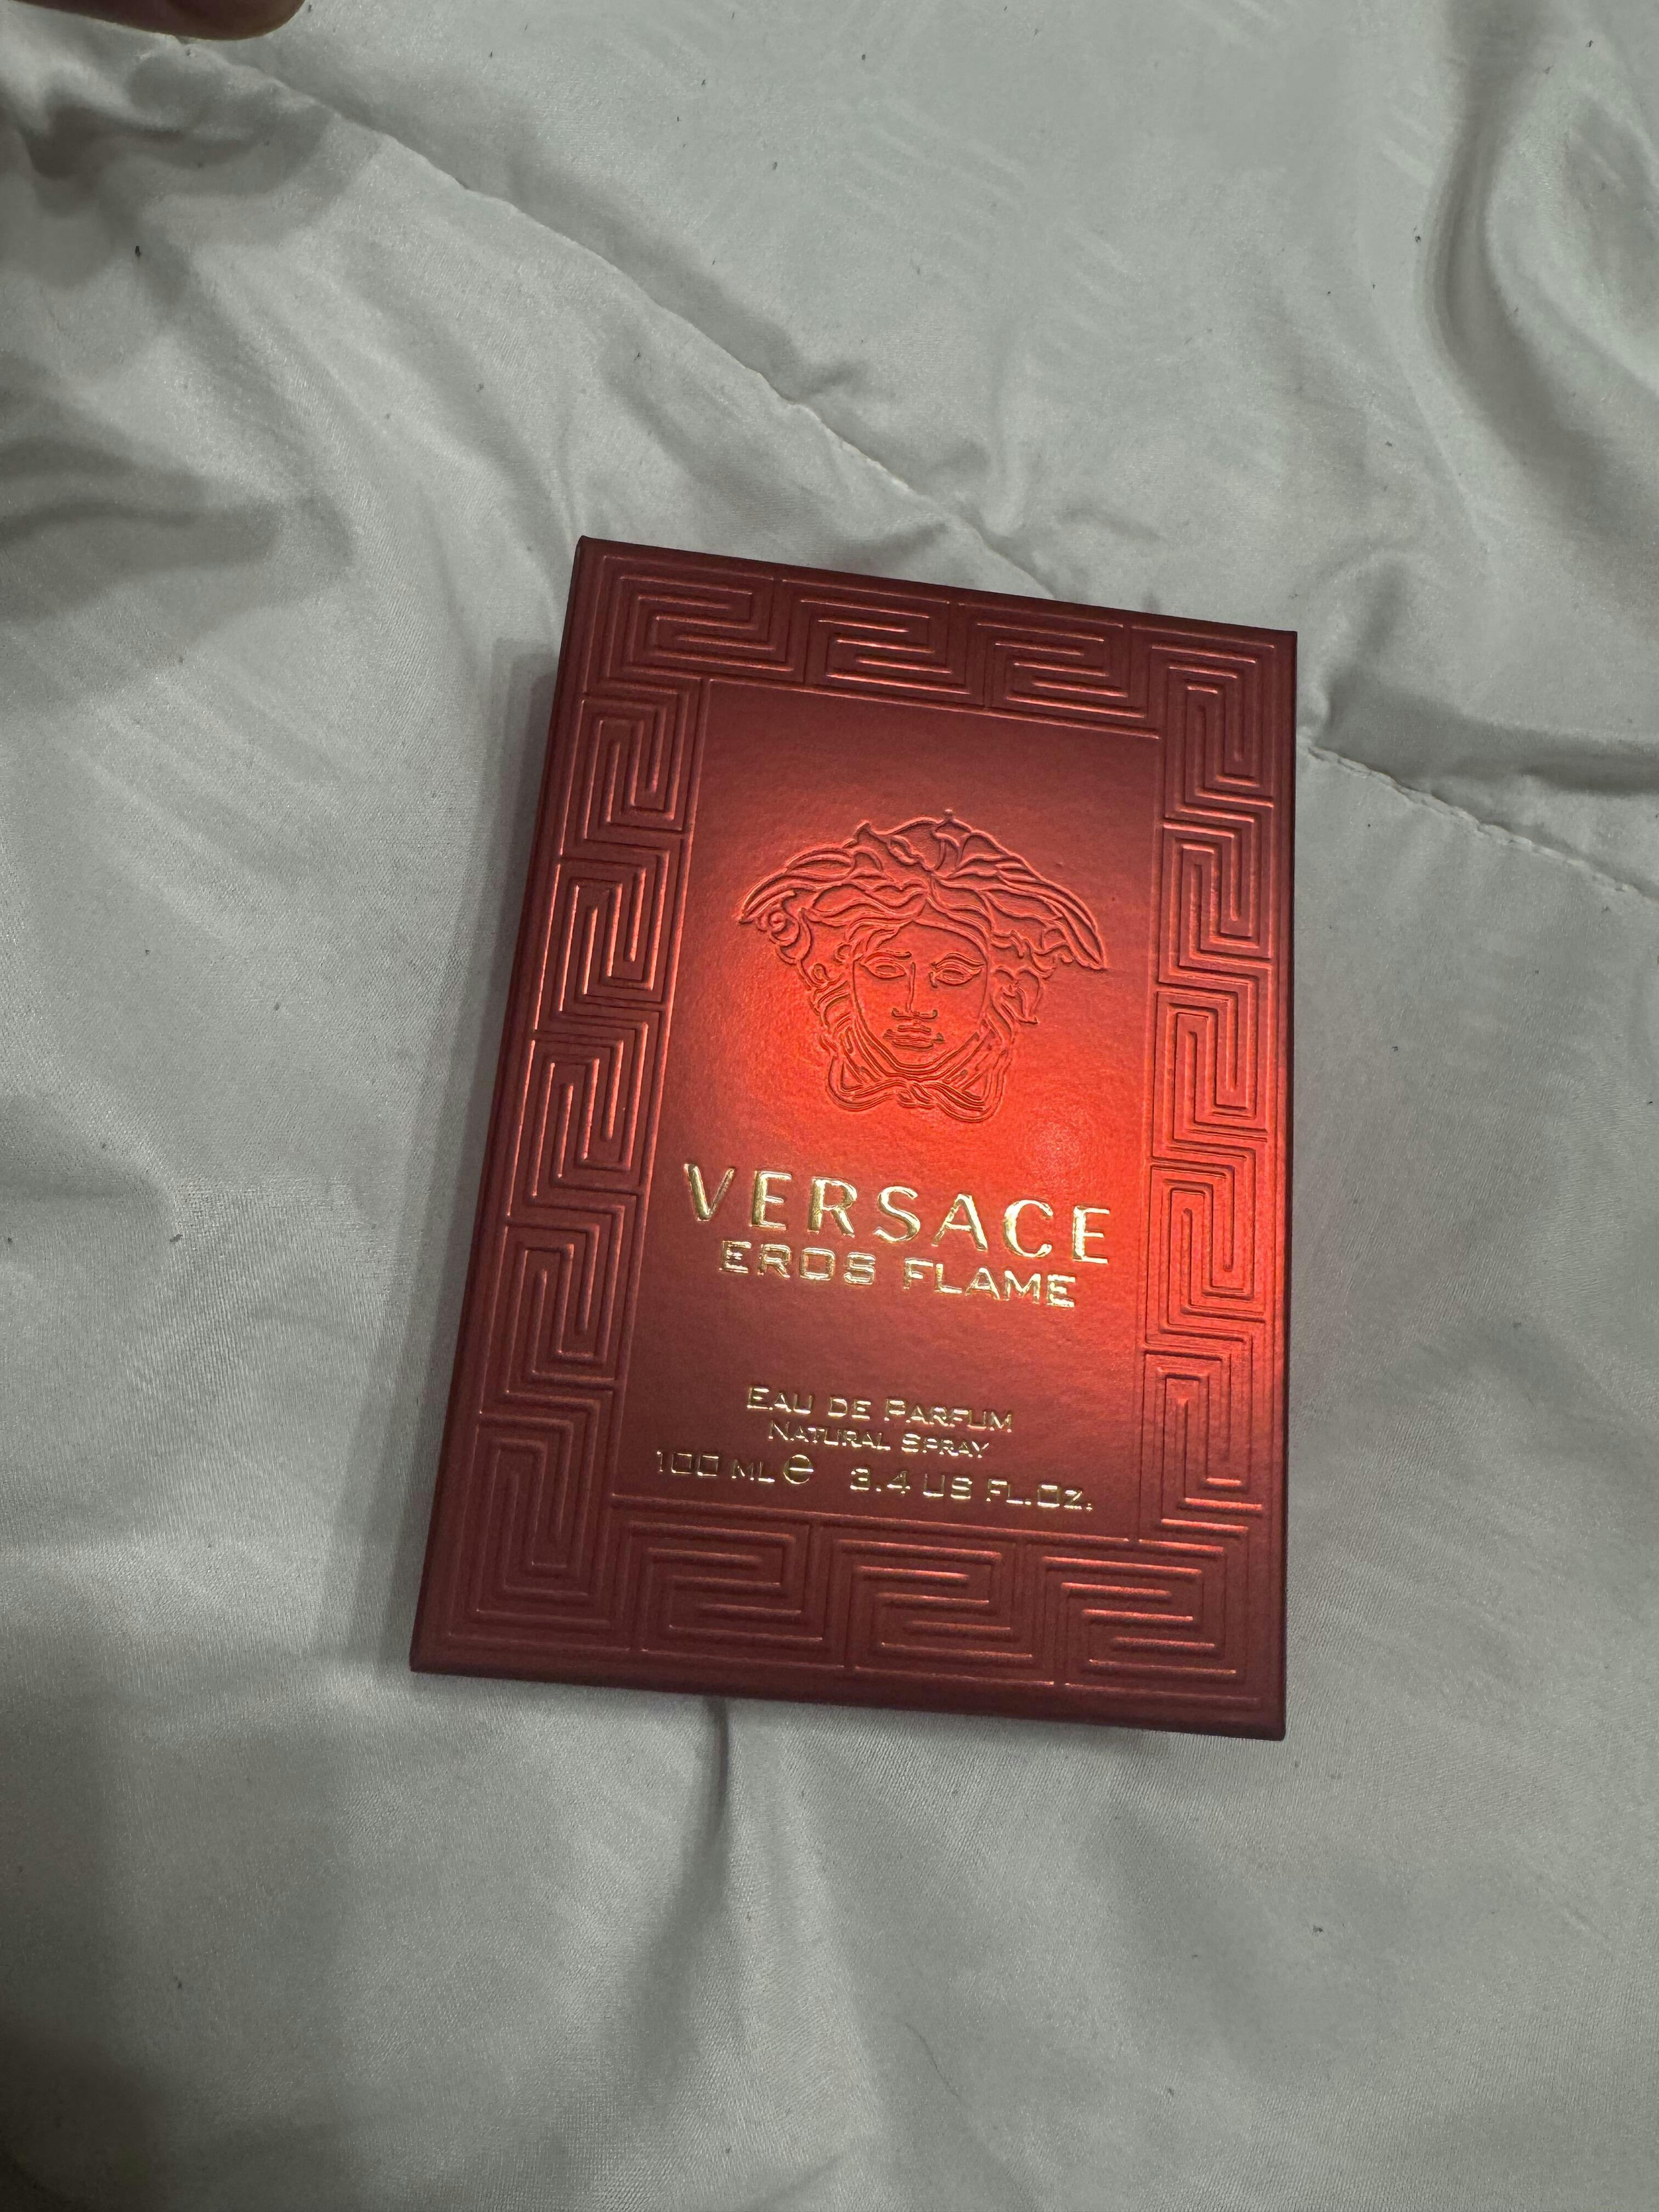 VERSACE
EROS FLAME
EAU DE PARFUM
NATURAL SPRAY
100 ML ℮ 3.4 US FL.OZ.